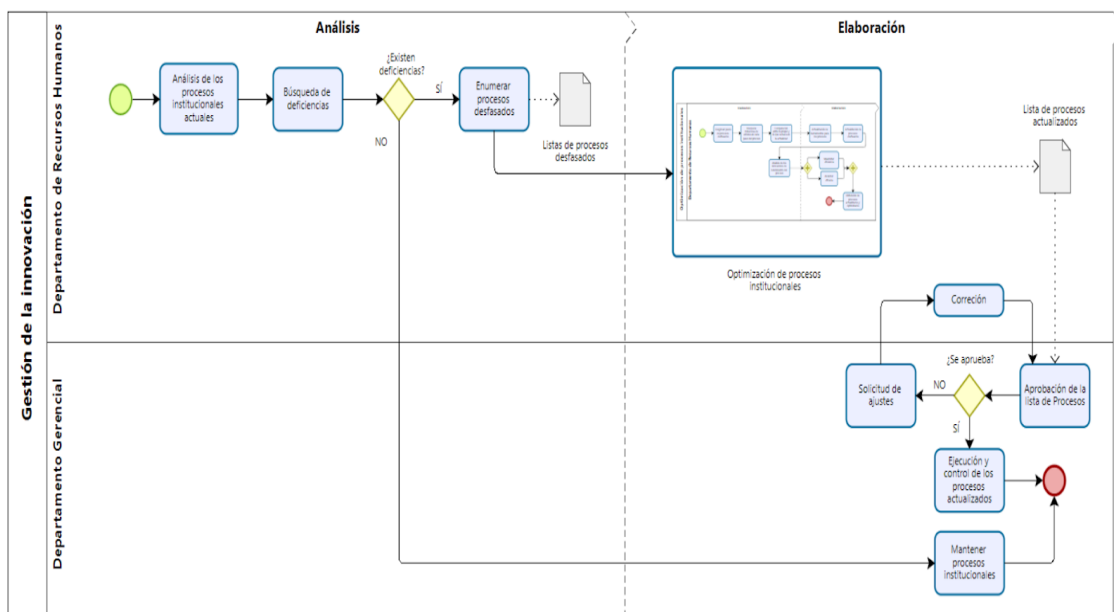 Análisis
Elaboración
Gestión de la innovación
Departamento de Recursos Humanos
Análisis de los
procesos
institucionales
actuales
Búsqueda de
deficiencias
¿Existen
deficiencias?
SÍ
NO
Enumerar
procesos
desfasados
Listas de procesos
desfasados
Optimización de procesos
institucionales
Lista de procesos
actualizados
Correción
Departamento Gerencial
Solicitud de
ajustes
NO
¿Se aprueba?
SÍ
Aprobación de la
lista de Procesos
Ejecución y
control de los
procesos
actualizados
Mantener
procesos
institucionales